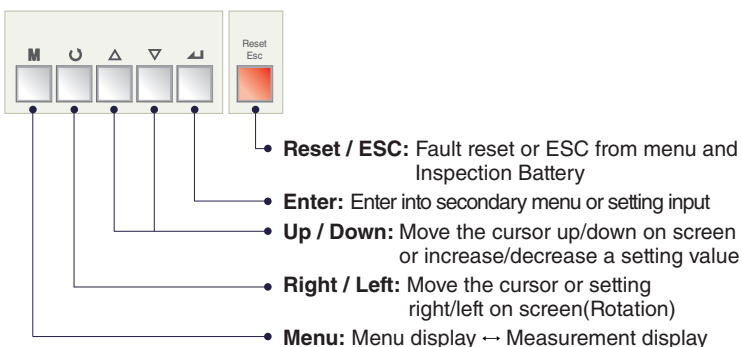 M
Reset
Esc
Reset / ESC: Fault reset or ESC from menu and
Inspection Battery
Enter: Enter into secondary menu or setting input
Up / Down: Move the cursor up/down on screen
or increase/decrease a setting value
Right / Left: Move the cursor or setting
right/left on screen(Rotation)
Menu: Menu display ↔ Measurement display